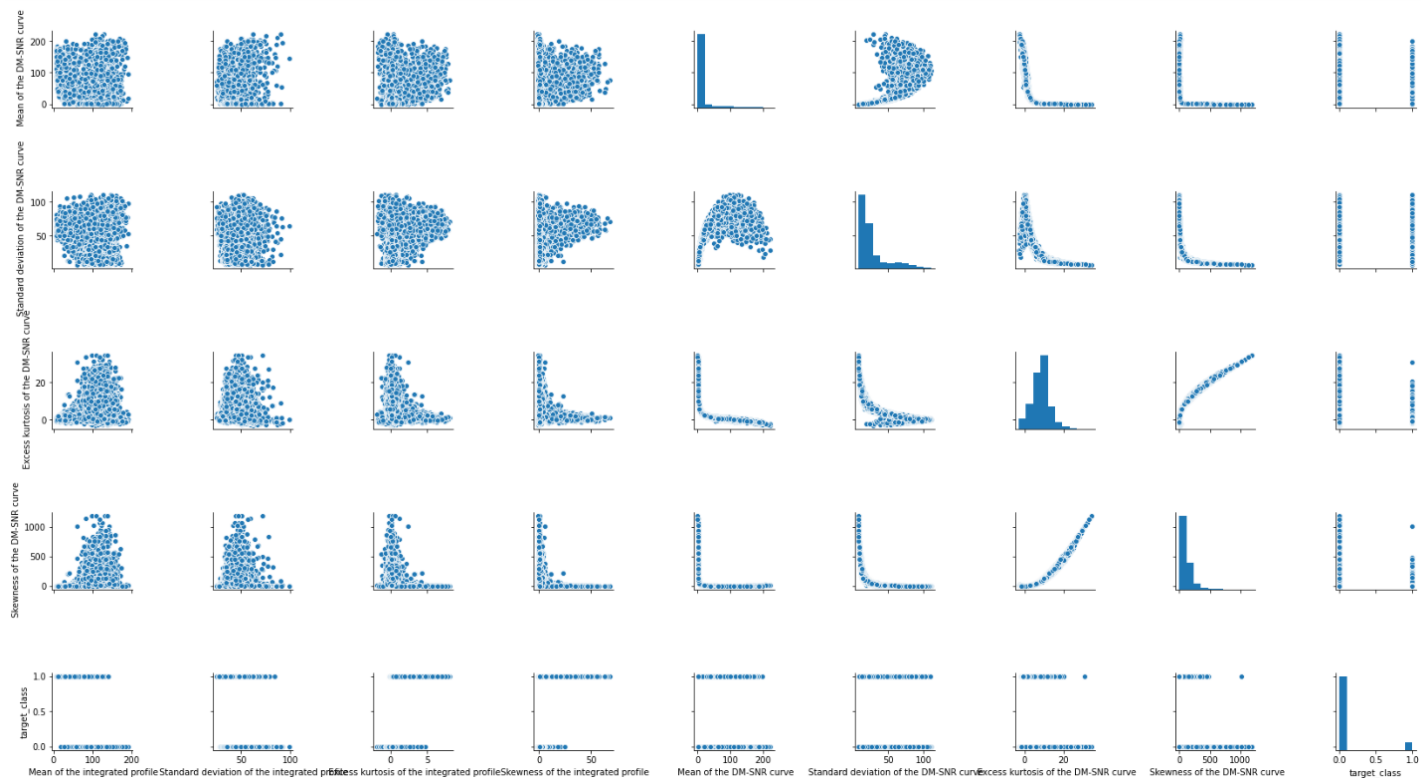 Mean of the DM-SNR curve
200
100
0
Standard deviation of the DM-SNR curve
100
50
Excess kurtosis of the DM-SNR curve
20
0
Skewness of the DM-SNR curve
1000
500
0
target_class
1.0
0.5
0.0
0 100 200
0 50 100
0 5
0 50
0 100 200
50 100
0 20
0 500 1000
0.0 0.5 1.0
Mean of the integrated profile
Standard deviation of the integrated profile
Excess kurtosis of the integrated profile
Skewness of the integrated profile
Mean of the DM-SNR curve
Standard deviation of the DM-SNR curve
Excess kurtosis of the DM-SNR curve
Skewness of the DM-SNR curve
target_class